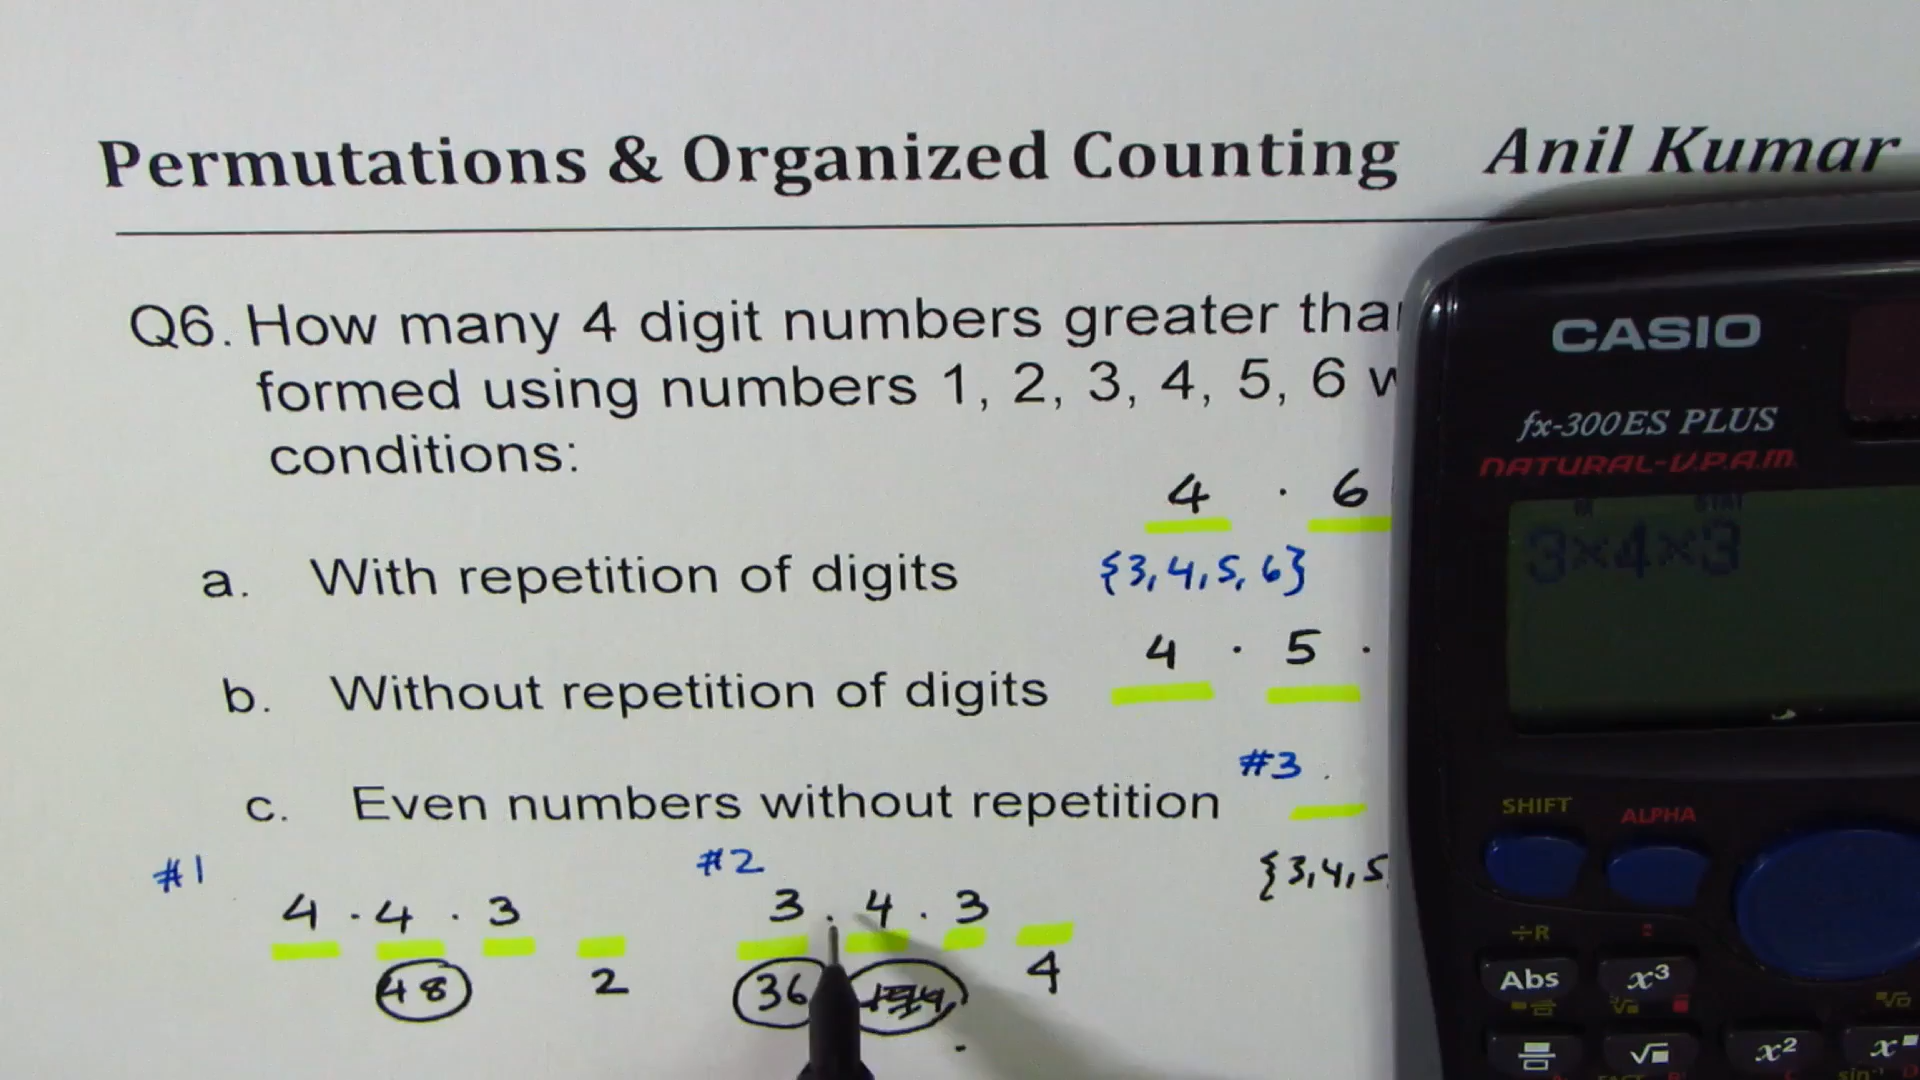 Permutations & Organized Counting Anil Kumar
Q6. How many 4 digit numbers greater
formed using numbers 1, 2, 3, 4, 5, 6
conditions:
4 . 6
a. With repetition of digits {3,4,5,6}
4 . 5 .
b. Without repetition of digits
#3
c. Even numbers without repetition
{3,4,5
#1 #2
4 . 4 . 3 3 . 4 . 3
48 2 36 4
CASIO
fx-300ES PLUS
NATURAL-V.P.A.M.
3×4×3
SHIFT ALPHA
÷R
Abs x³
√ x²